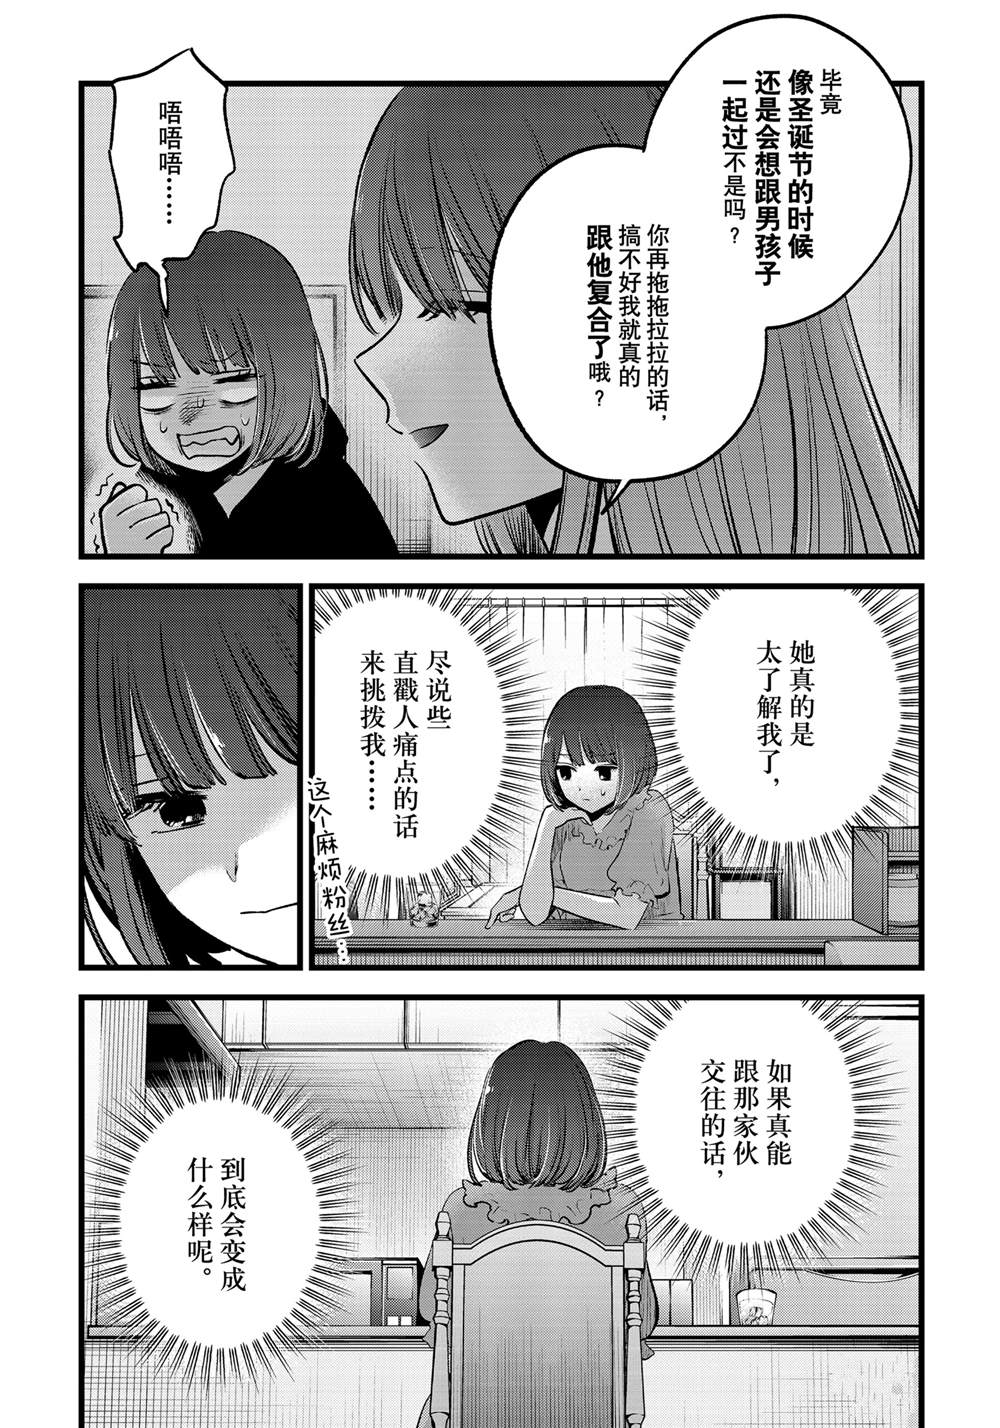 毕竟
像圣诞节的时候
还是会想跟男孩子
一起过不是吗？
你再拖拖拉拉的话，
搞不好我就真的
跟他复合了哦？
唔唔唔……
她真的是
太了解我了，
尽说些
直戳人痛点的话
来挑拨我……
这个麻烦粉丝…
如果真能
跟那家伙
交往的话，
到底会变成
什么样呢。